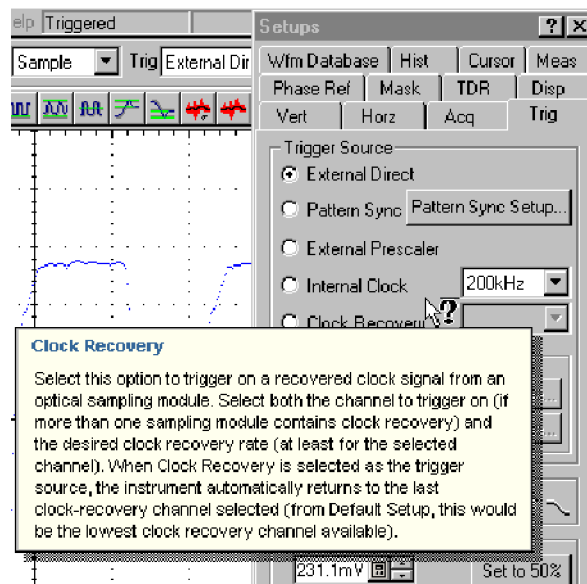 elp Triggered
Setups
? X
Sample
Trig External Dir
Wfm Database Hist Cursor Meas
Phase Ref Mask TDR Disp
Vert Horz Acq Trig
Trigger Source
External Direct
Pattern Sync Pattern Sync Setup...
External Prescaler
Internal Clock 200kHz
?
Clock Recovery
Clock Recovery
Select this option to trigger on a recovered clock signal from an
optical sampling module. Select both the channel to trigger on (if
more than one sampling module contains clock recovery) and
the desired clock recovery rate (at least for the selected
channel). When Clock Recovery is selected as the trigger
source, the instrument automatically returns to the last
clock-recovery channel selected (from Default Setup, this would
be the lowest clock recovery channel available).
...
...
231.1mV Set to 50%